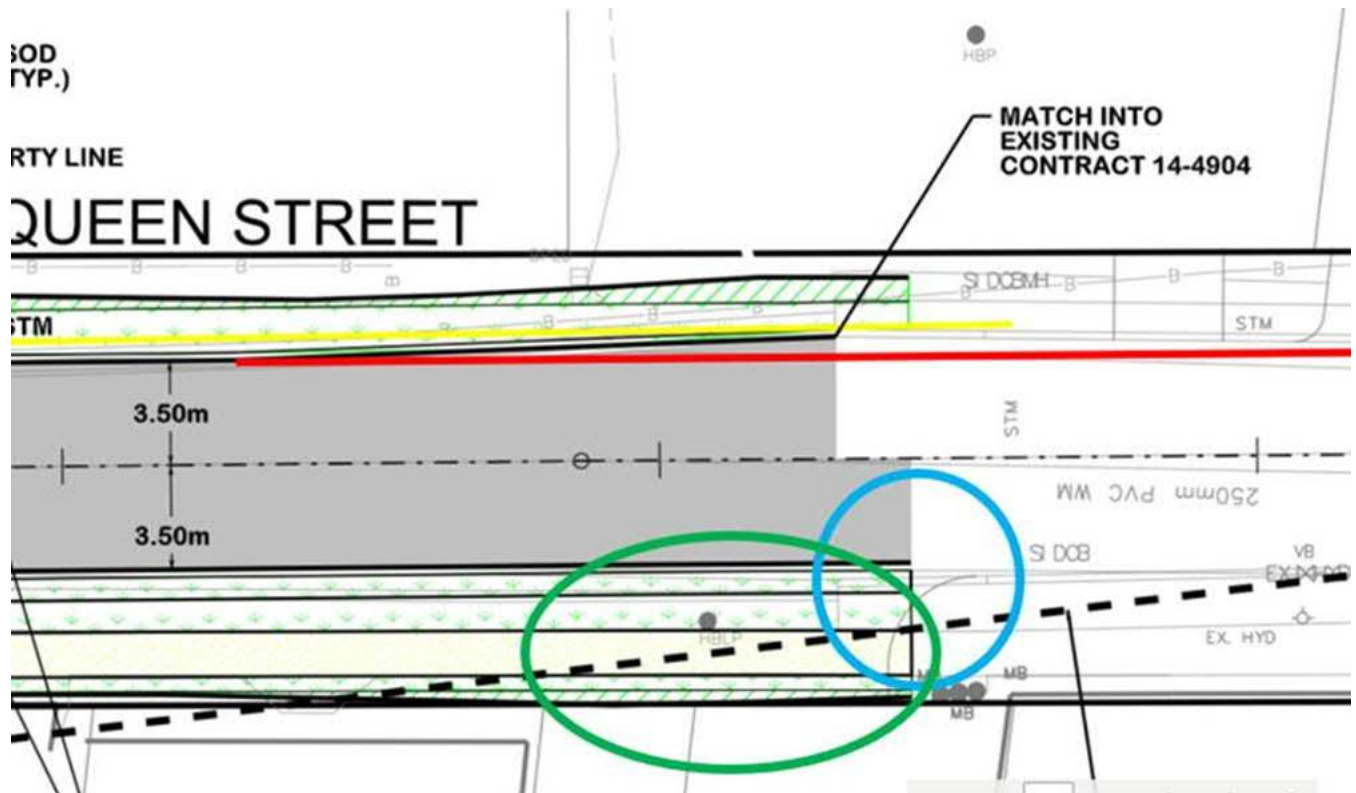 SOD
TYP.)
HBP
MATCH INTO
EXISTING
CONTRACT 14-4904
RTY LINE
QUEEN STREET
B
B
B
B
B
SI DCBMH
B
B
B
B
B
B
B
B
STM
STM
3.50m
STM
250mm PVC WM
3.50m
SI DCB
VB
EX.
HBLP
EX. HYD
MB
MB